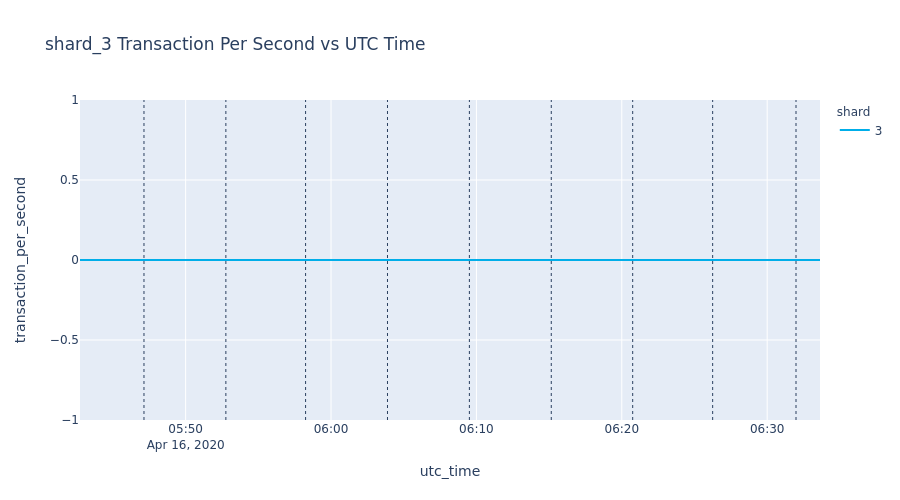 shard_3 Transaction Per Second vs UTC Time
shard
3
transaction_per_second
1
0.5
0
−0.5
−1
05:50
06:00
06:10
06:20
06:30
Apr 16, 2020
utc_time